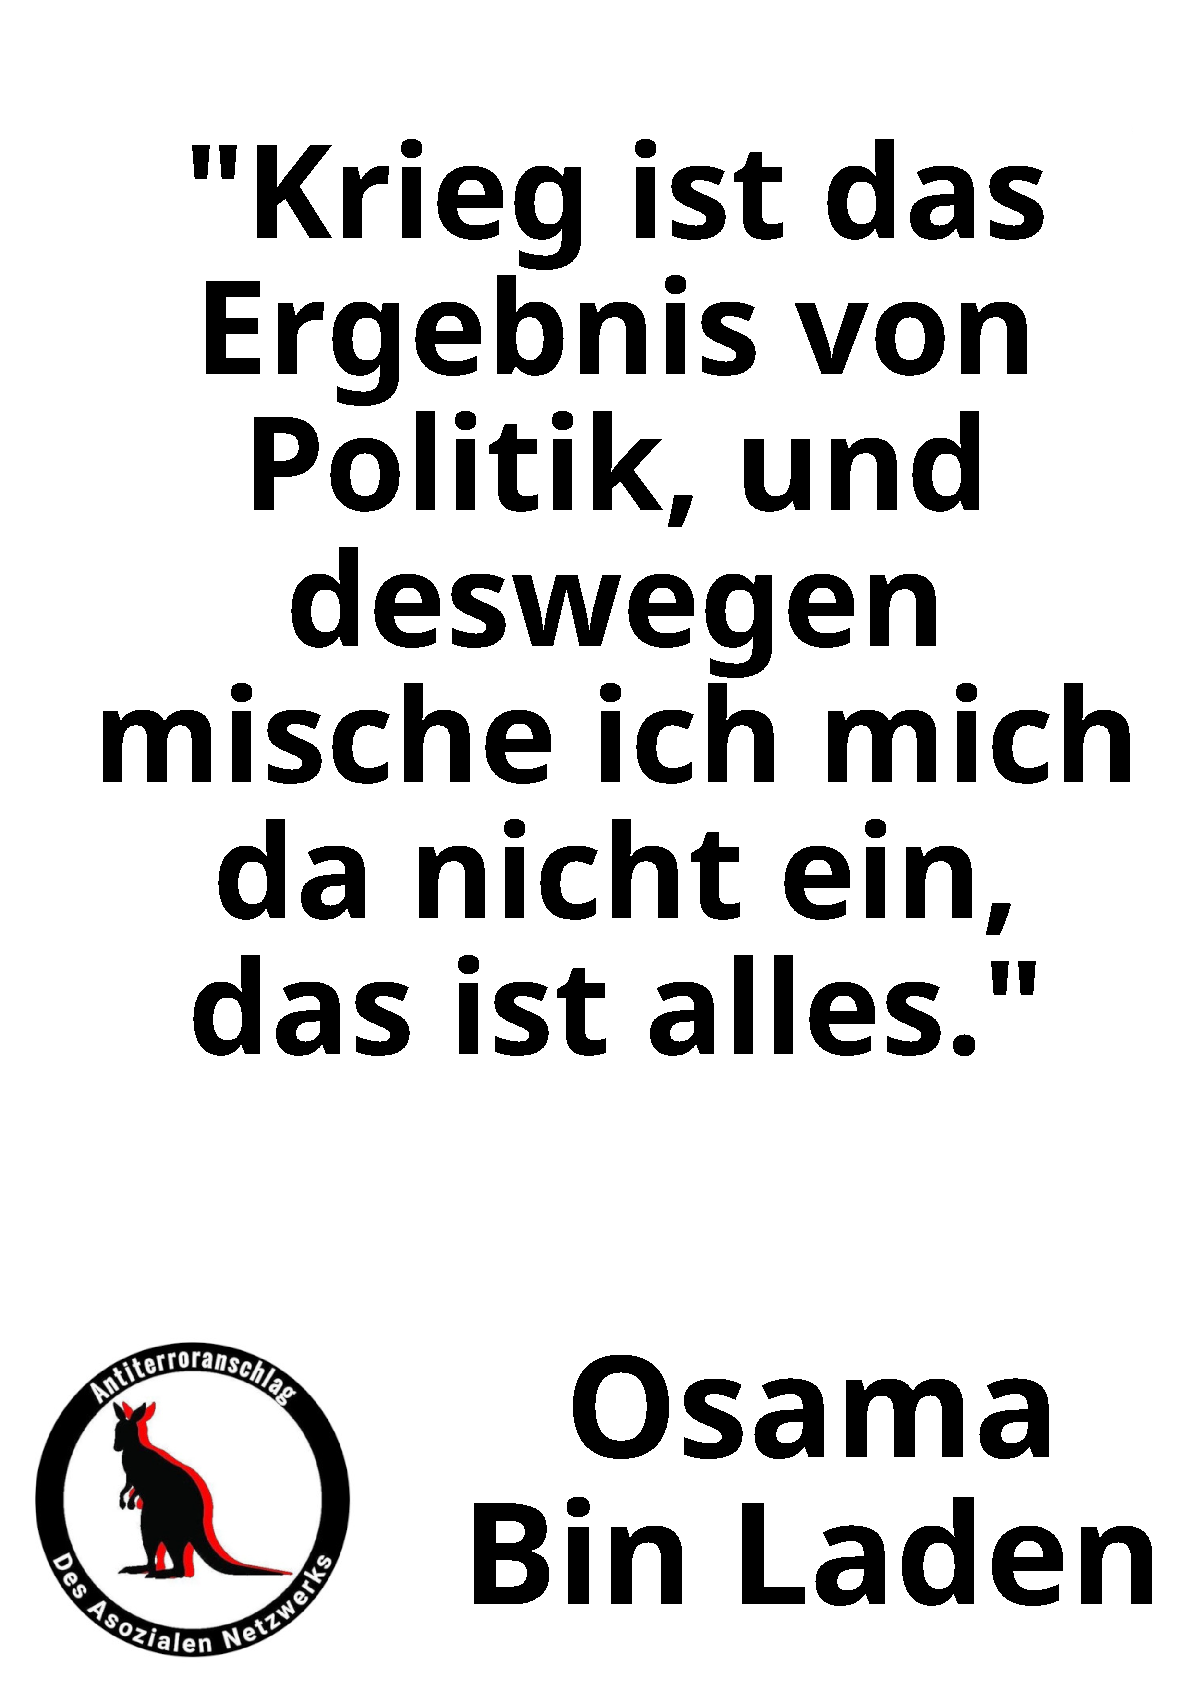 "Krieg ist das
Ergebnis von
Politik, und
deswegen
mische ich mich
da nicht ein,
das ist alles."
Antiterroranschlag
Des Asozialen Netzwerks
Osama
Bin Laden